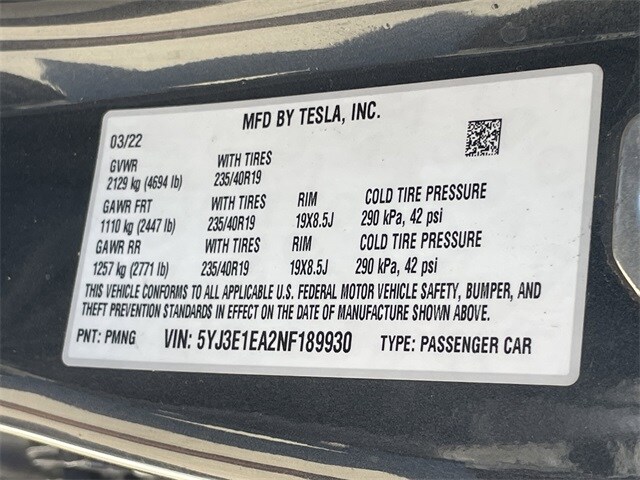 MFD BY TESLA, INC.
03/22
GVWR WITH TIRES
2129 kg (4694 lb) 235/40R19
GAWR FRT WITH TIRES RIM COLD TIRE PRESSURE
1110 kg (2447 lb) 235/40R19 19X8.5J 290 kPa, 42 psi
GAWR RR WITH TIRES RIM COLD TIRE PRESSURE
1257 kg (2771 lb) 235/40R19 19X8.5J 290 kPa, 42 psi
THIS VEHICLE CONFORMS TO ALL APPLICABLE U.S. FEDERAL MOTOR VEHICLE SAFETY, BUMPER, AND
THEFT PREVENTION STANDARDS IN EFFECT ON THE DATE OF MANUFACTURE SHOWN ABOVE.
PNT: PMNG VIN: 5YJ3E1EA2NF189930 TYPE: PASSENGER CAR